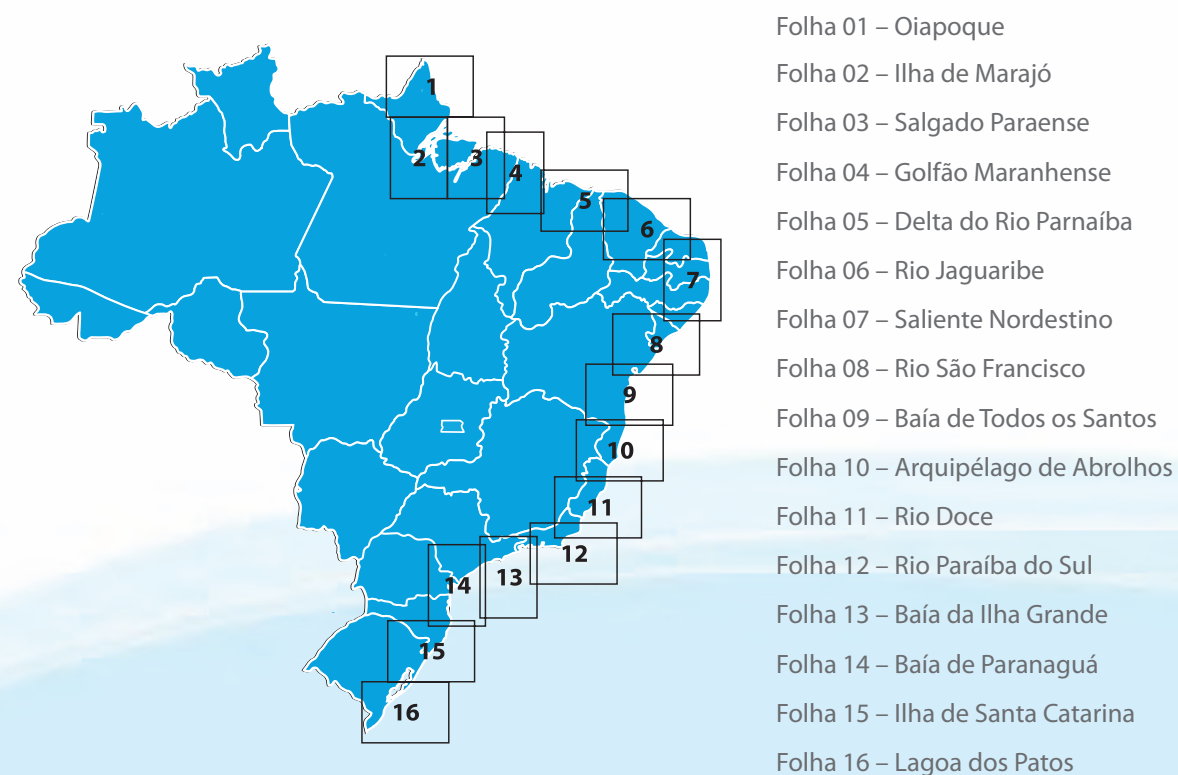 1
2
3
4
5
6
7
8
9
10
11
12
13
14
15
16
Folha 01 – Oiapoque
Folha 02 – Ilha de Marajó
Folha 03 – Salgado Paraense
Folha 04 – Golfão Maranhense
Folha 05 – Delta do Rio Parnaíba
Folha 06 – Rio Jaguaribe
Folha 07 – Saliente Nordestino
Folha 08 – Rio São Francisco
Folha 09 – Baía de Todos os Santos
Folha 10 – Arquipélago de Abrolhos
Folha 11 – Rio Doce
Folha 12 – Rio Paraíba do Sul
Folha 13 – Baía da Ilha Grande
Folha 14 – Baía de Paranaguá
Folha 15 – Ilha de Santa Catarina
Folha 16 – Lagoa dos Patos